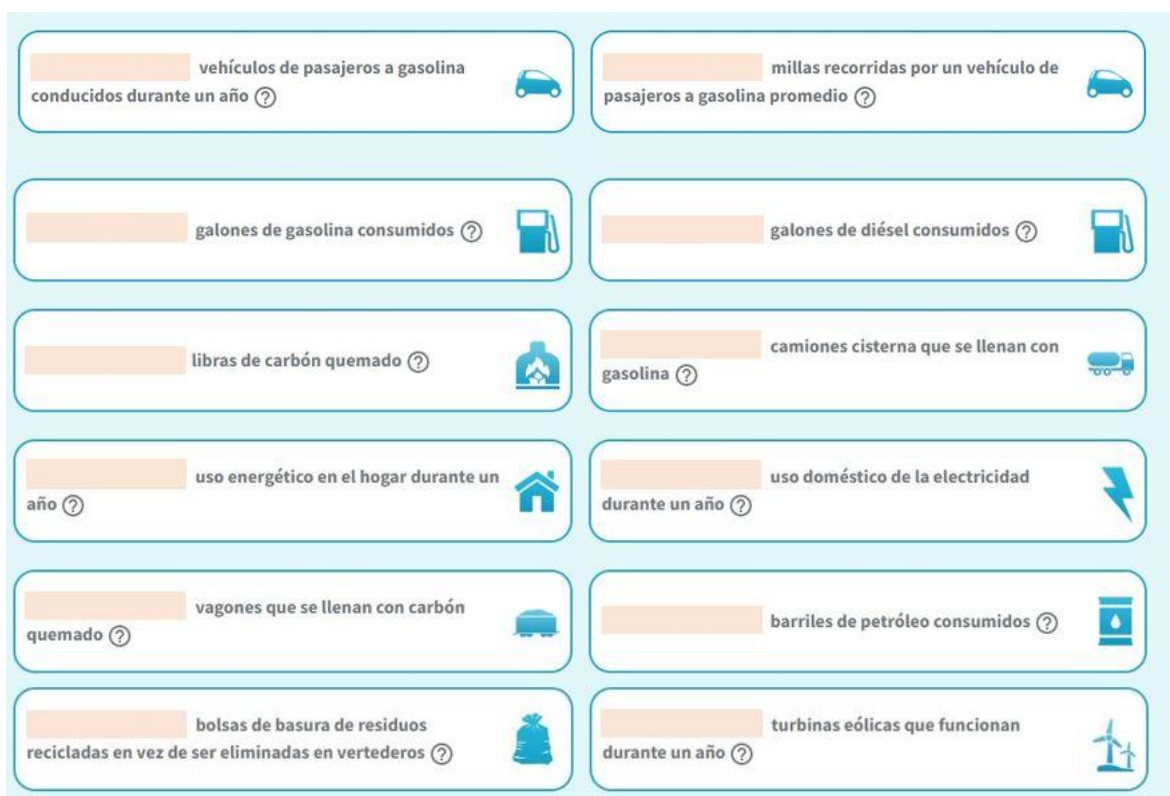 vehículos de pasajeros a gasolina
conducidos durante un año ?
millas recorridas por un vehículo de
pasajeros a gasolina promedio ?
galones de gasolina consumidos ?
galones de diésel consumidos ?
libras de carbón quemado ?
camiones cisterna que se llenan con
gasolina ?
uso energético en el hogar durante un
año ?
uso doméstico de la electricidad
durante un año ?
vagones que se llenan con carbón
quemado ?
barriles de petróleo consumidos ?
bolsas de basura de residuos
recicladas en vez de ser eliminadas en vertederos ?
turbinas eólicas que funcionan
durante un año ?